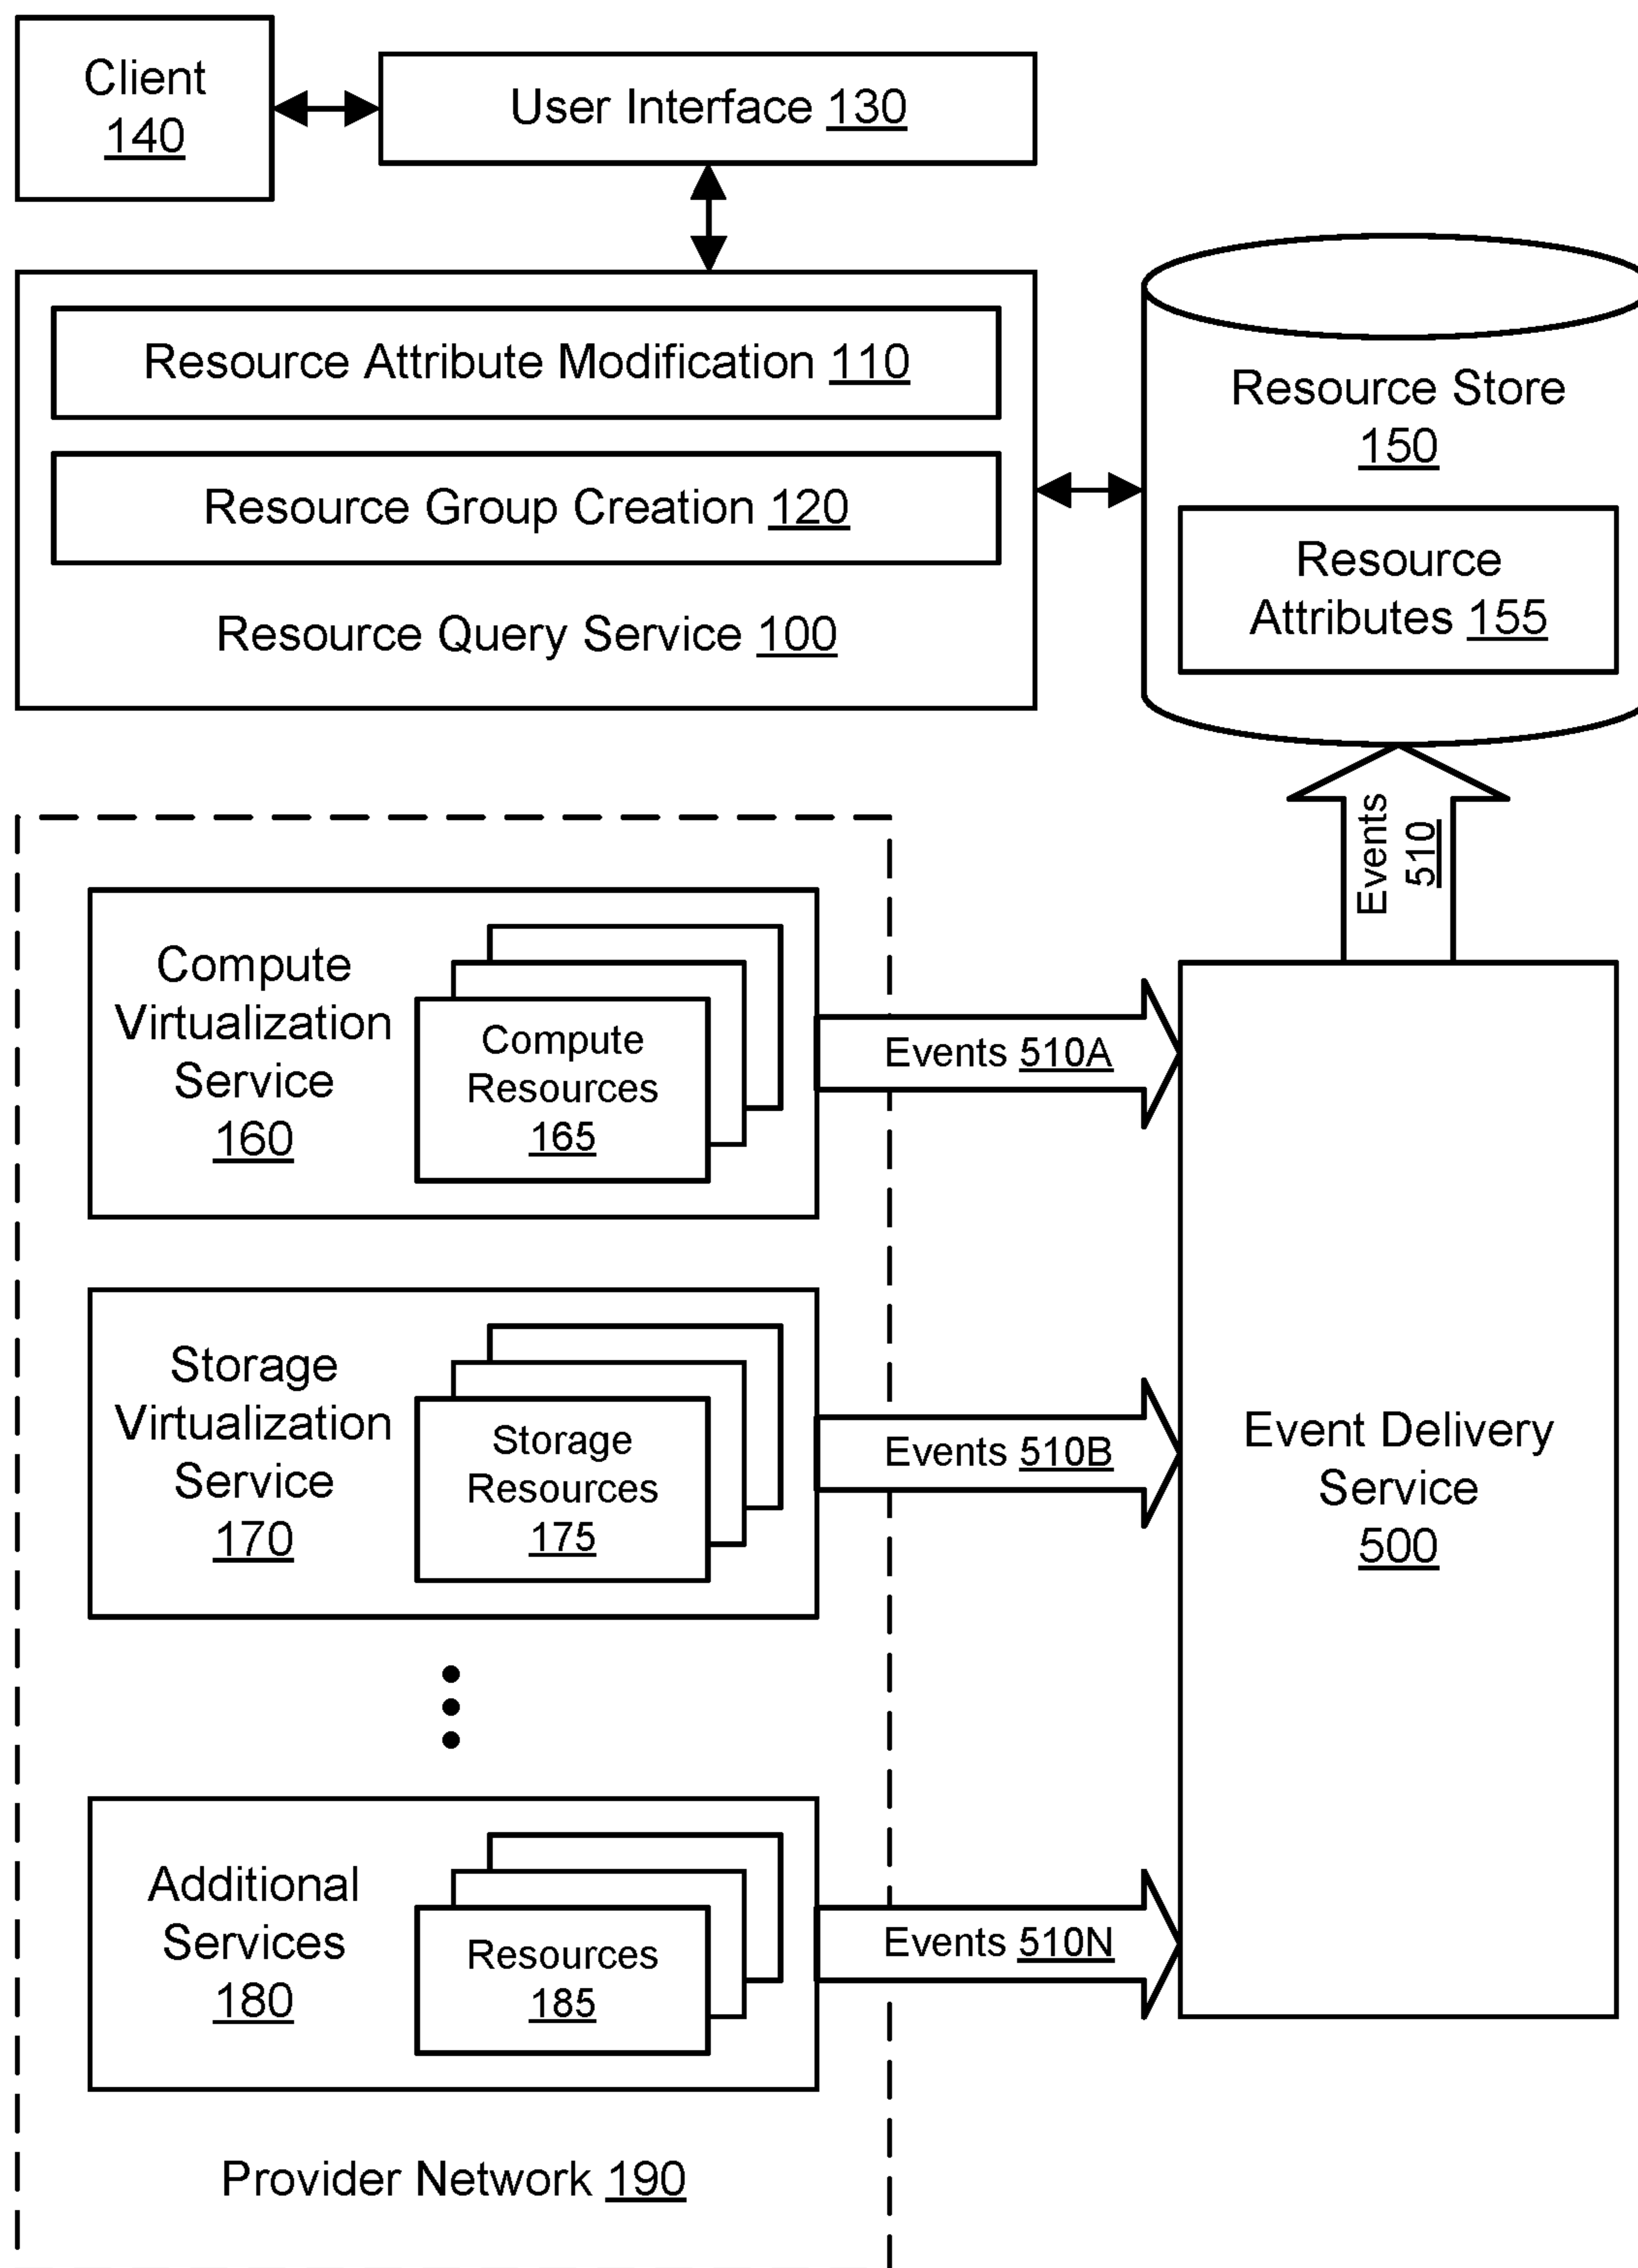 Client
140
User Interface 130
Resource Attribute Modification 110
Resource Group Creation 120
Resource Query Service 100
Resource Store
150
Resource
Attributes 155
Events
510
Compute
Virtualization
Service
160
Compute
Resources
165
Events 510A
Storage
Virtualization
Service
170
Storage
Resources
175
Events 510B
Event Delivery
Service
500
Additional
Services
180
Resources
185
Events 510N
Provider Network 190